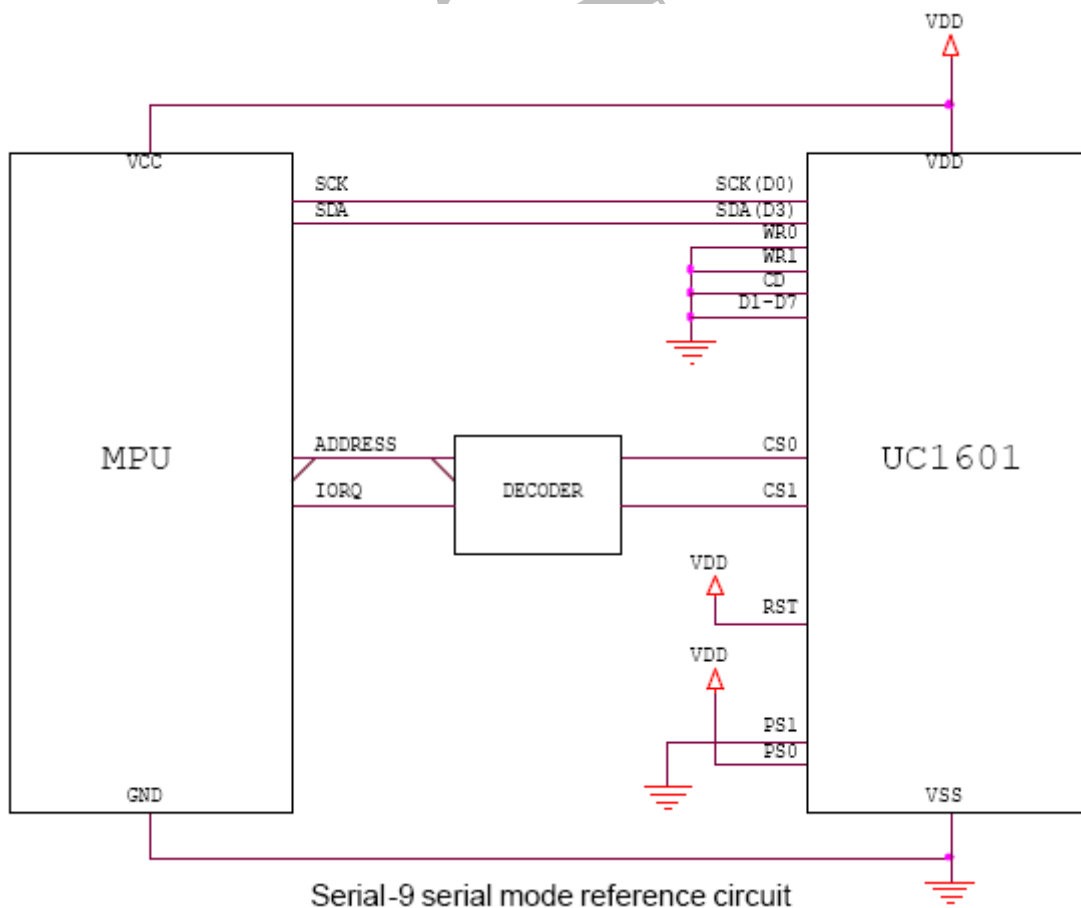 VDD
VCC
VDD
SCK
SCK(D0)
SDA
SDA(D3)
WR0
WR1
CD
D1-D7
MPU
ADDRESS
IORQ
DECODER
CS0
CS1
UC1601
VDD
RST
VDD
PS1
PS0
GND
VSS
Serial-9 serial mode reference circuit